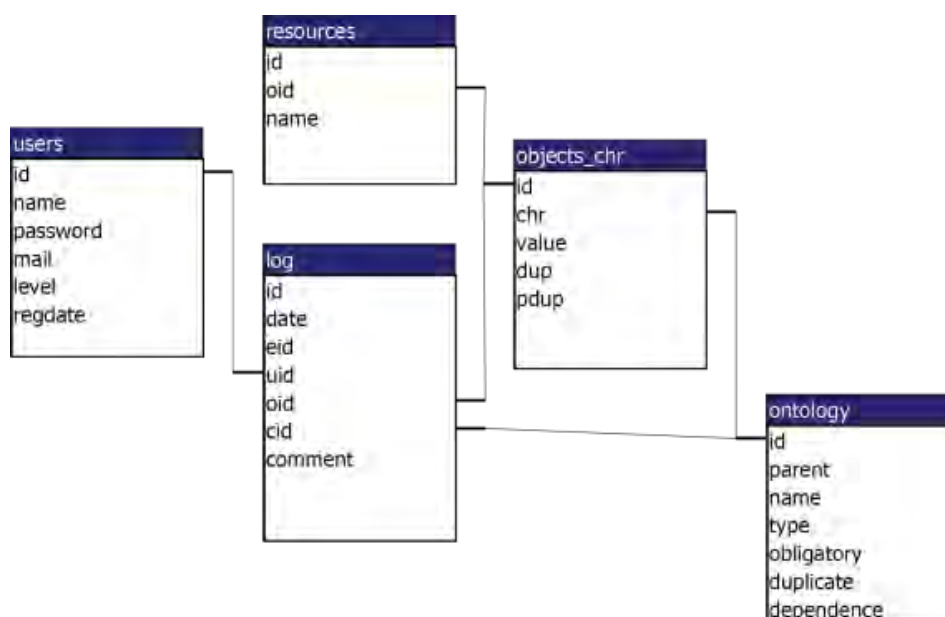 resources
id
oid
name
users
id
name
password
mail
level
regdate
log
id
date
eid
uid
oid
cid
comment
objects_chr
id
chr
value
dup
pdup
ontology
id
parent
name
type
obligatory
duplicate
dependence